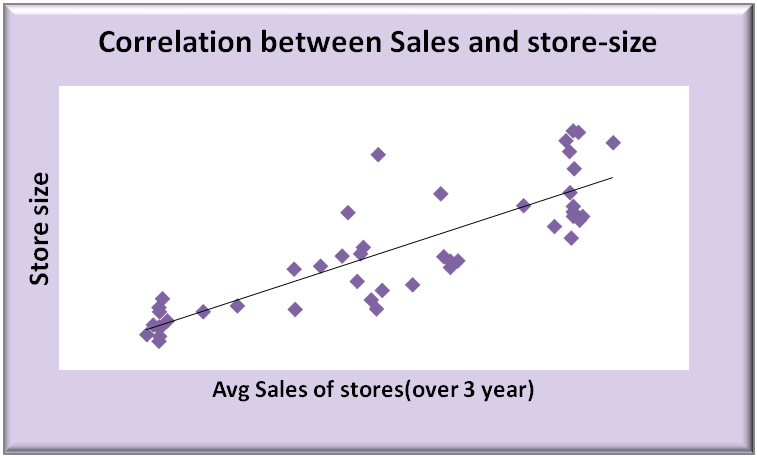 Correlation between Sales and store-size
Store size
Avg Sales of stores(over 3 year)